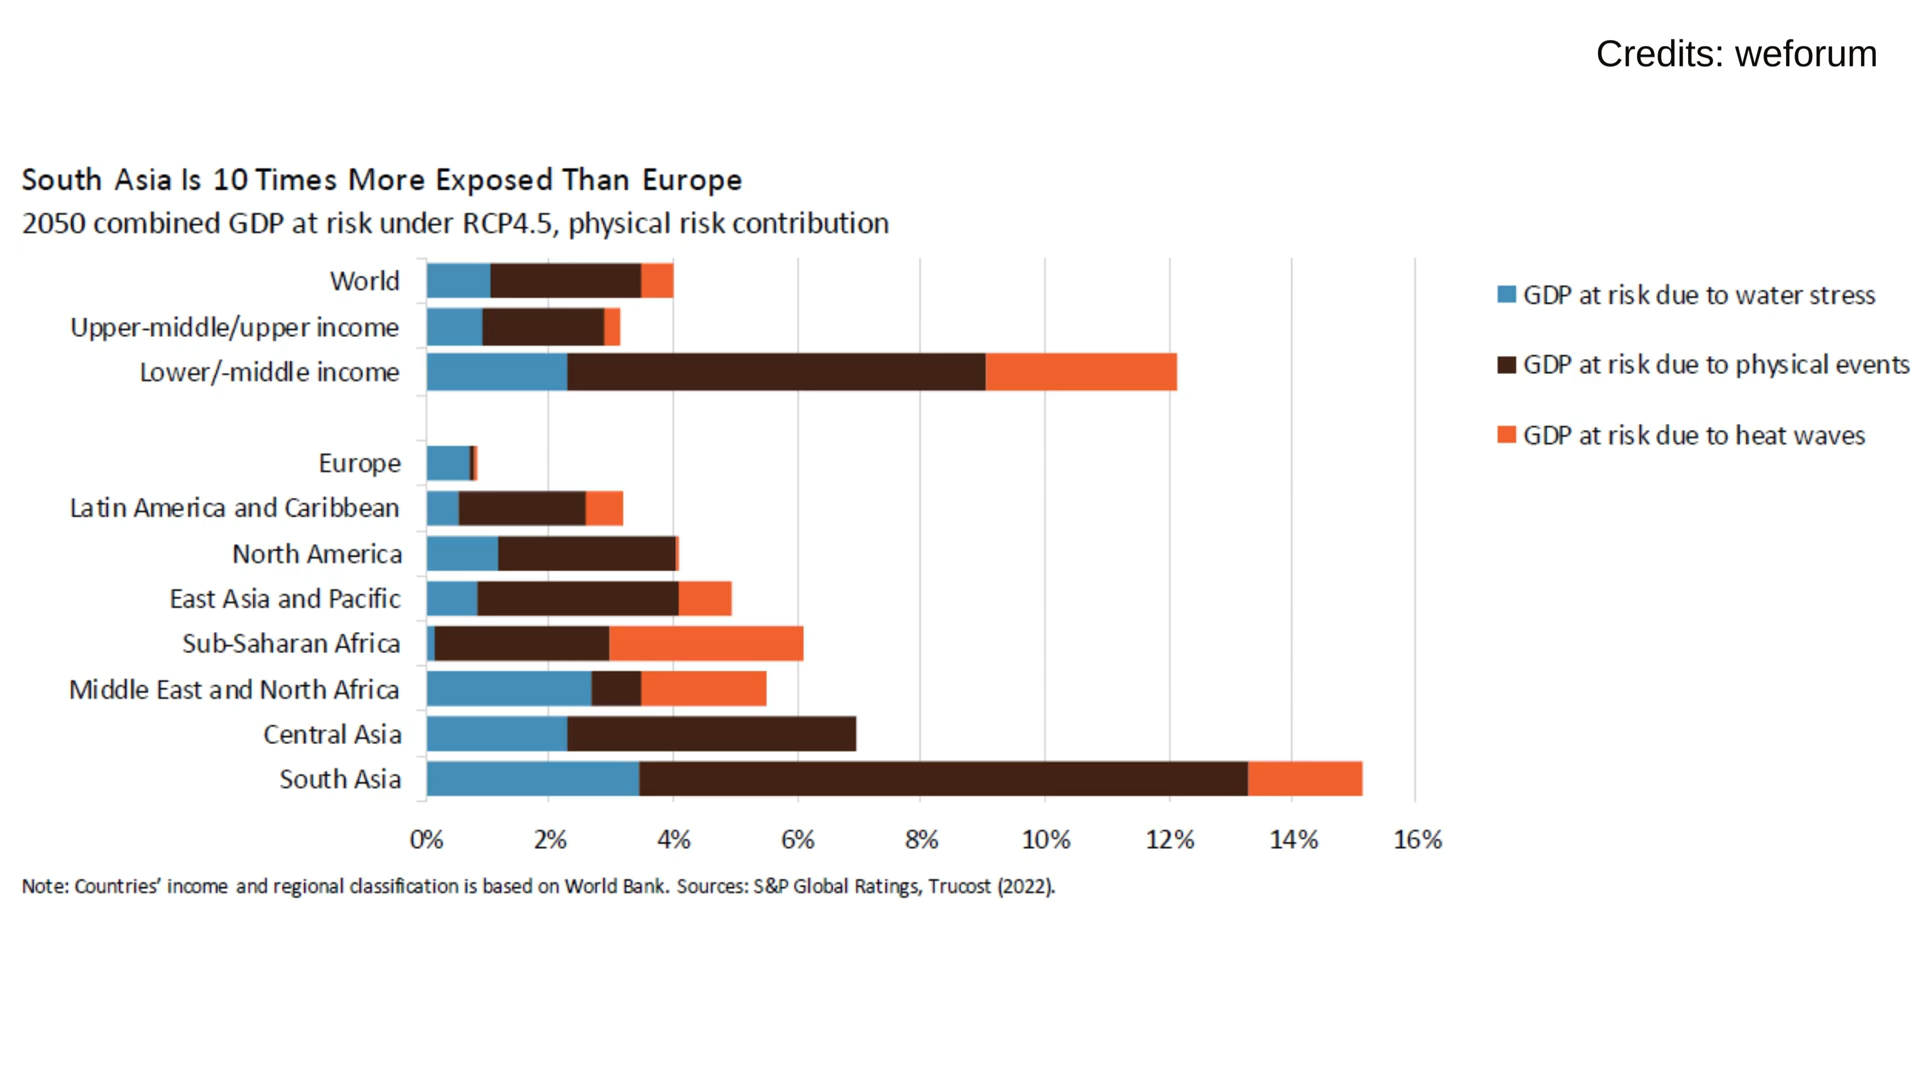 Credits: weforum
South Asia Is 10 Times More Exposed Than Europe
2050 combined GDP at risk under RCP4.5, physical risk contribution
World
Upper-middle/upper income
Lower/-middle income
Europe
Latin America and Caribbean
North America
East Asia and Pacific
Sub-Saharan Africa
Middle East and North Africa
Central Asia
South Asia
0% 2% 4% 6% 8% 10% 12% 14% 16%
GDP at risk due to water stress
GDP at risk due to physical events
GDP at risk due to heat waves
Note: Countries’ income and regional classification is based on World Bank. Sources: S&P Global Ratings, Trucost (2022).